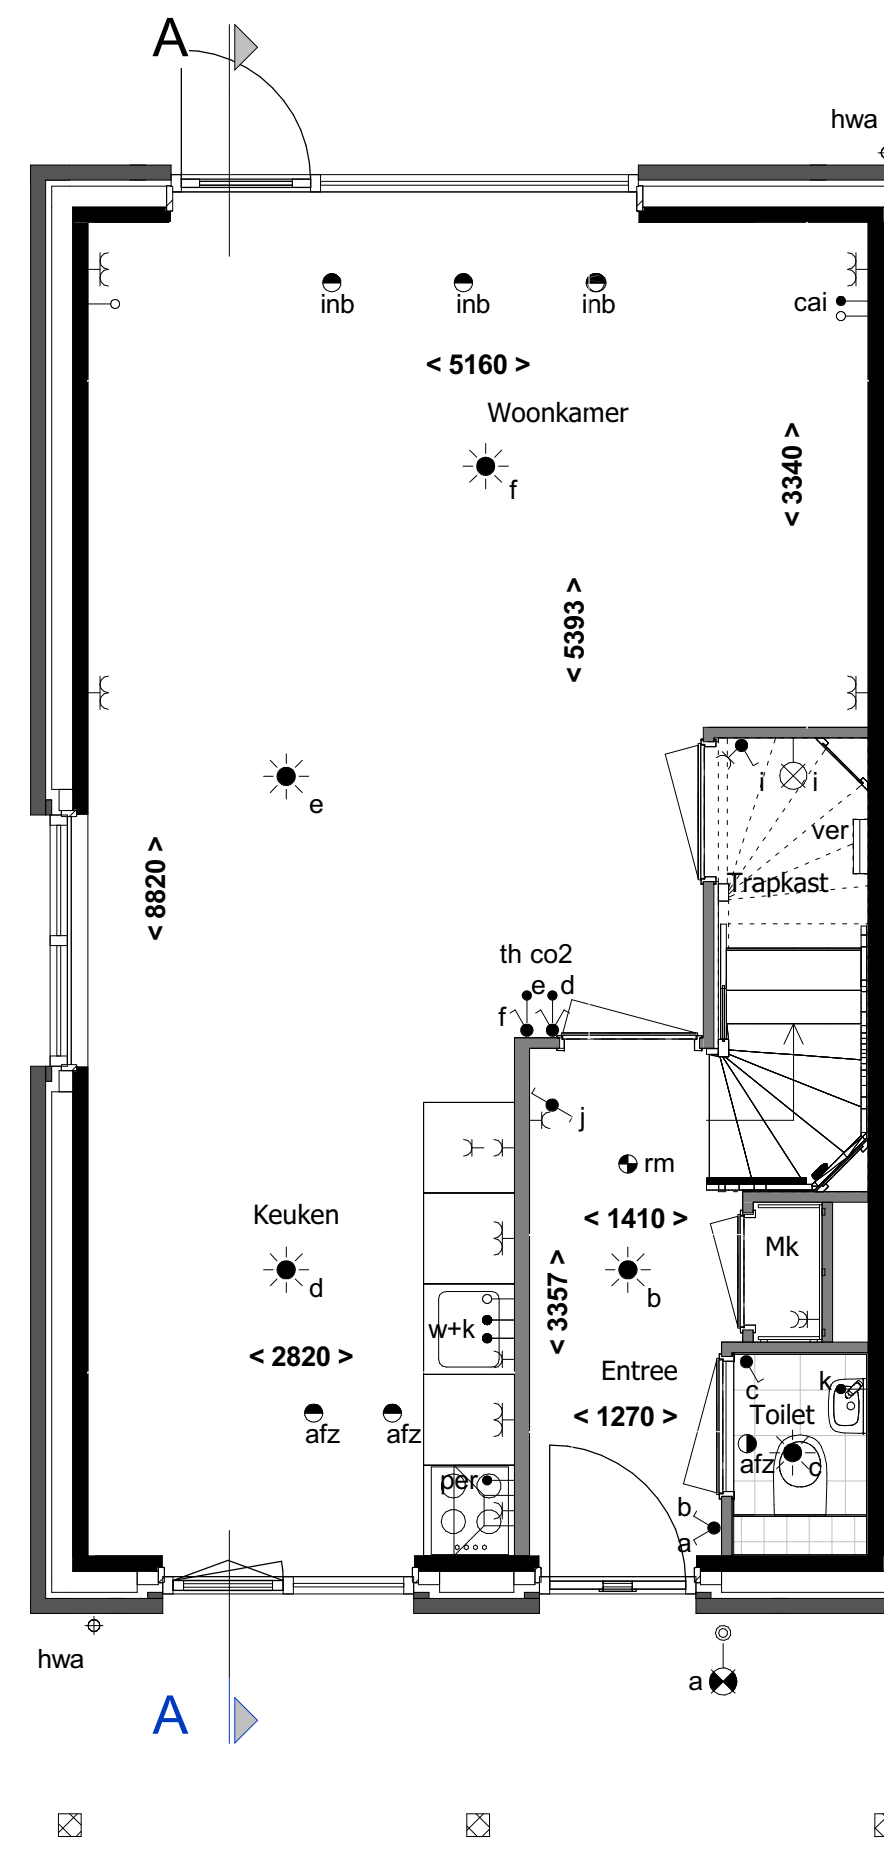 A
hwa
inb inb inb
cai
< 5160 >
Woonkamer
f
< 3340 >
< 5393 >
e
i i
ver
Trapkast
< 8820 >
th co2
e d
f
j
rm
Keuken
< 1410 >
Mk
d
b
w+k
< 3357 >
< 2820 >
Entree
c
k
< 1270 >
Toilet
afz afz
afz
c
per
b
a
hwa
a
A